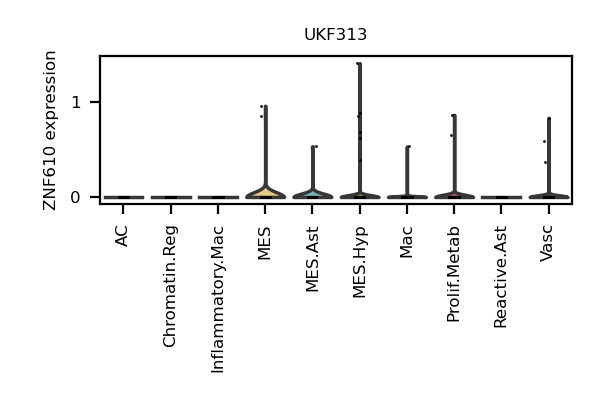 UKF313
ZNF610 expression
1
0
AC
Chromatin.Reg
Inflammatory.Mac
MES
MES.Ast
MES.Hyp
Mac
Prolif.Metab
Reactive.Ast
Vasc